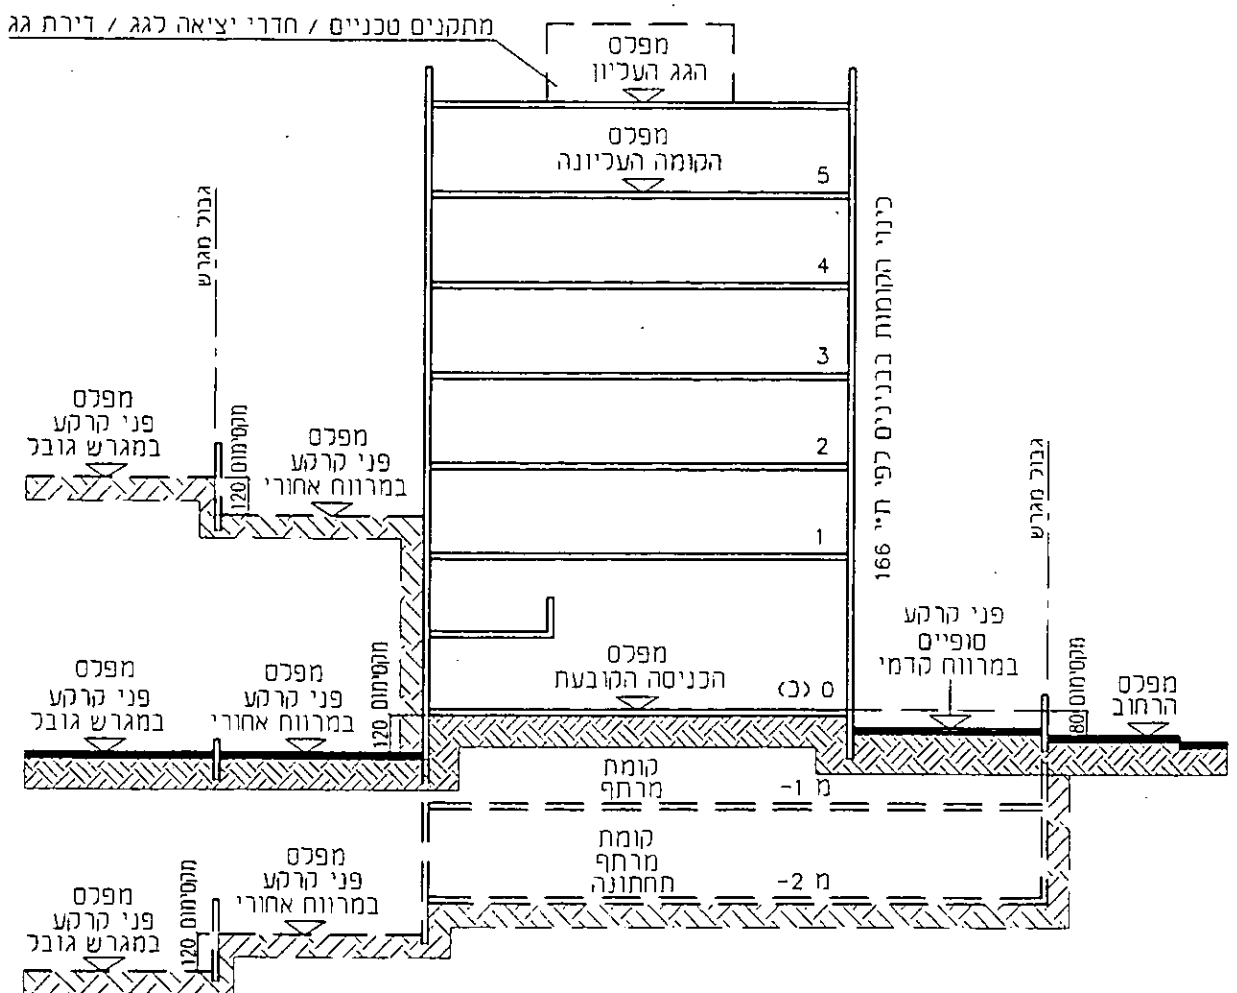 מתקנים טכניים / חדרי יציאה לגג / דירת גג
מפלס
הגג העליון
מפלס
הקומה העליונה
5
4
3
2
1
כינוי הקומות בבנינים לפי ת"י 166
גבול מגרש
מפלס
פני קרקע
במגרש גובל
מקסימום 120
מפלס
פני קרקע
במרווח אחורי
גבול מגרש
פני קרקע
סופיים
במרווח קדמי
מקסימום 80
מפלס
הרחוב
מפלס
הכניסה הקובעת
0 (כ)
מפלס
פני קרקע
במגרש גובל
מפלס
פני קרקע
במרווח אחורי
מקסימום 120
קומת
מרתף
מ 1-
קומת
מרתף
תחתונה
מ 2-
מפלס
פני קרקע
במגרש גובל
מקסימום 120
מפלס
פני קרקע
במרווח אחורי